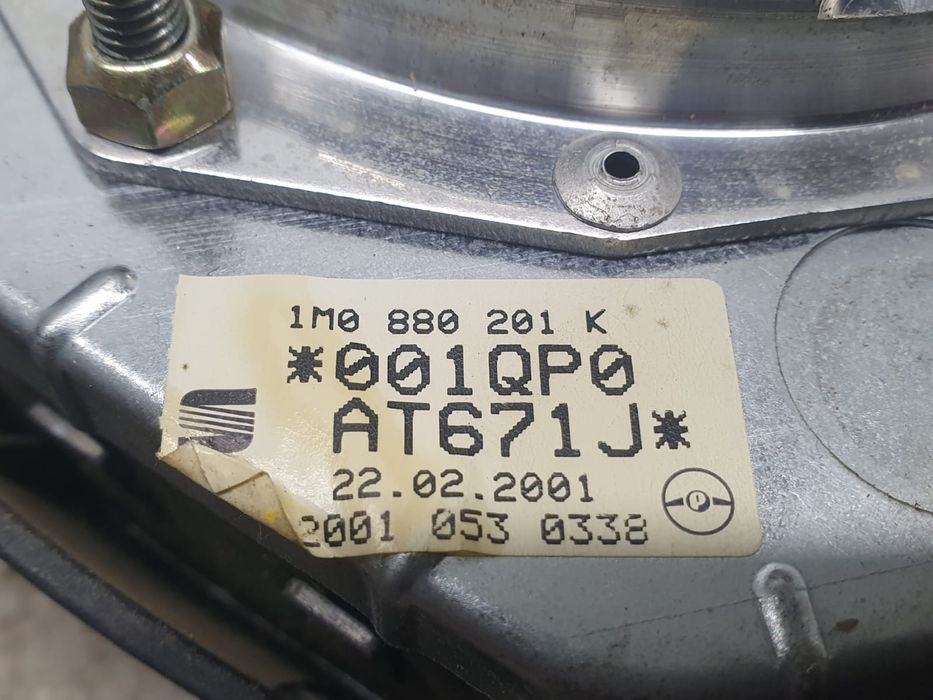 1M0 880 201 K
*001QP0
AT671J*
22.02.2001
2001 053 0338